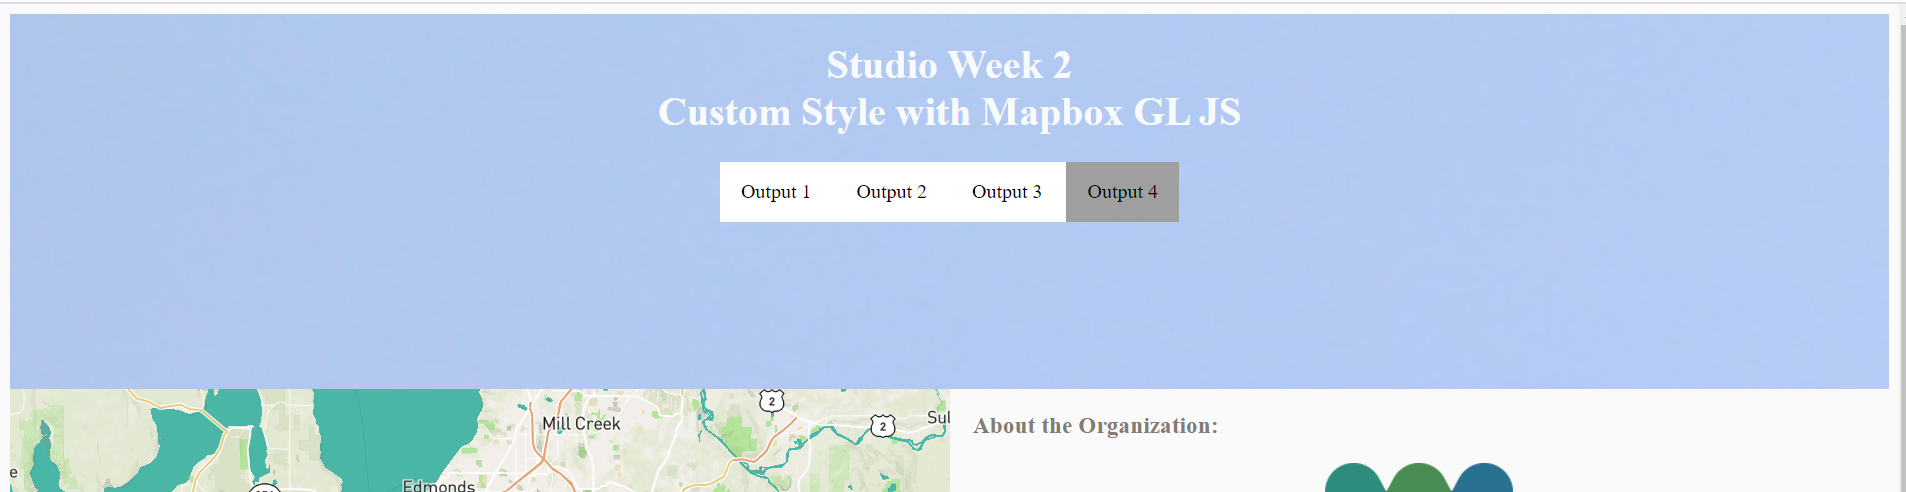 Studio Week 2
Custom Style with Mapbox GL JS
Output 1 Output 2 Output 3 Output 4
2
Mill Creek
2
Sul
About the Organization:
e
Edmonds